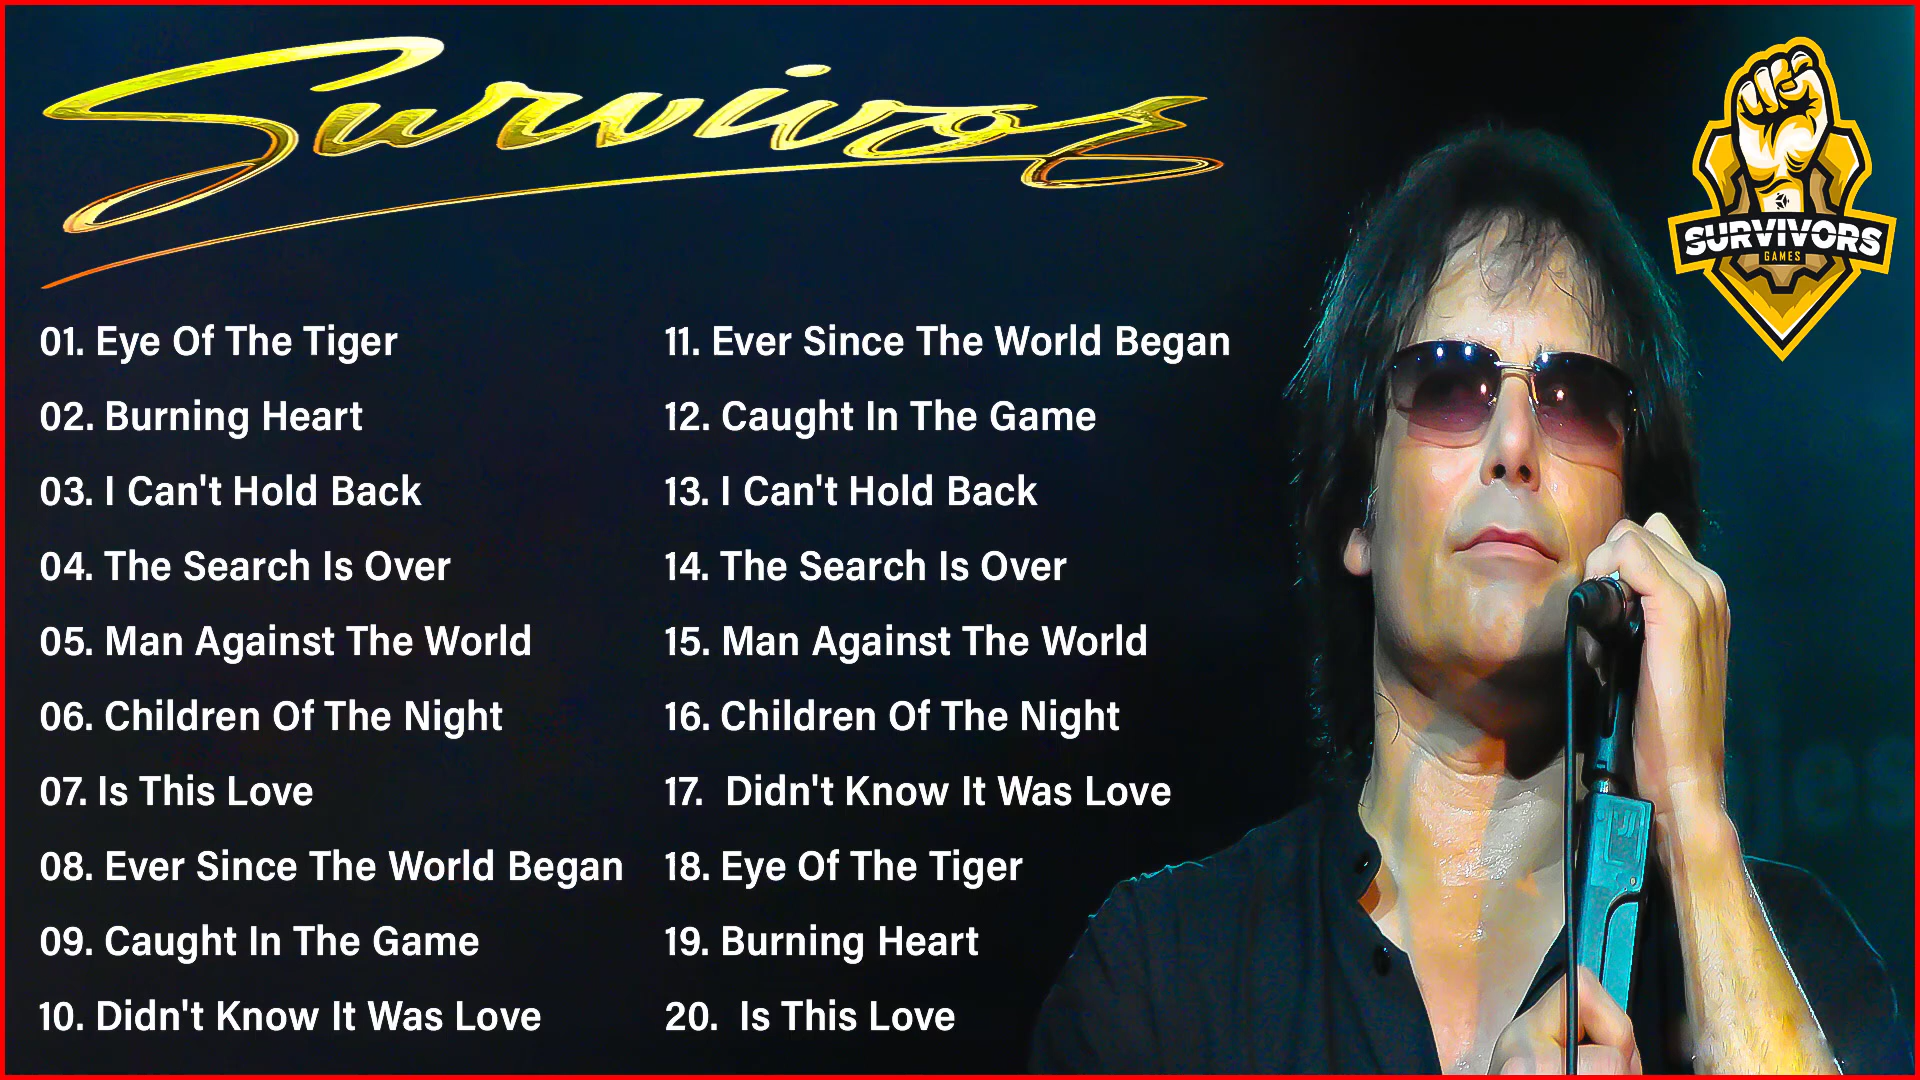 Survivor
SURVIVORS
GAMES
01. Eye Of The Tiger
02. Burning Heart
03. I Can't Hold Back
04. The Search Is Over
05. Man Against The World
06. Children Of The Night
07. Is This Love
08. Ever Since The World Began
09. Caught In The Game
10. Didn't Know It Was Love
11. Ever Since The World Began
12. Caught In The Game
13. I Can't Hold Back
14. The Search Is Over
15. Man Against The World
16. Children Of The Night
17. Didn't Know It Was Love
18. Eye Of The Tiger
19. Burning Heart
20. Is This Love